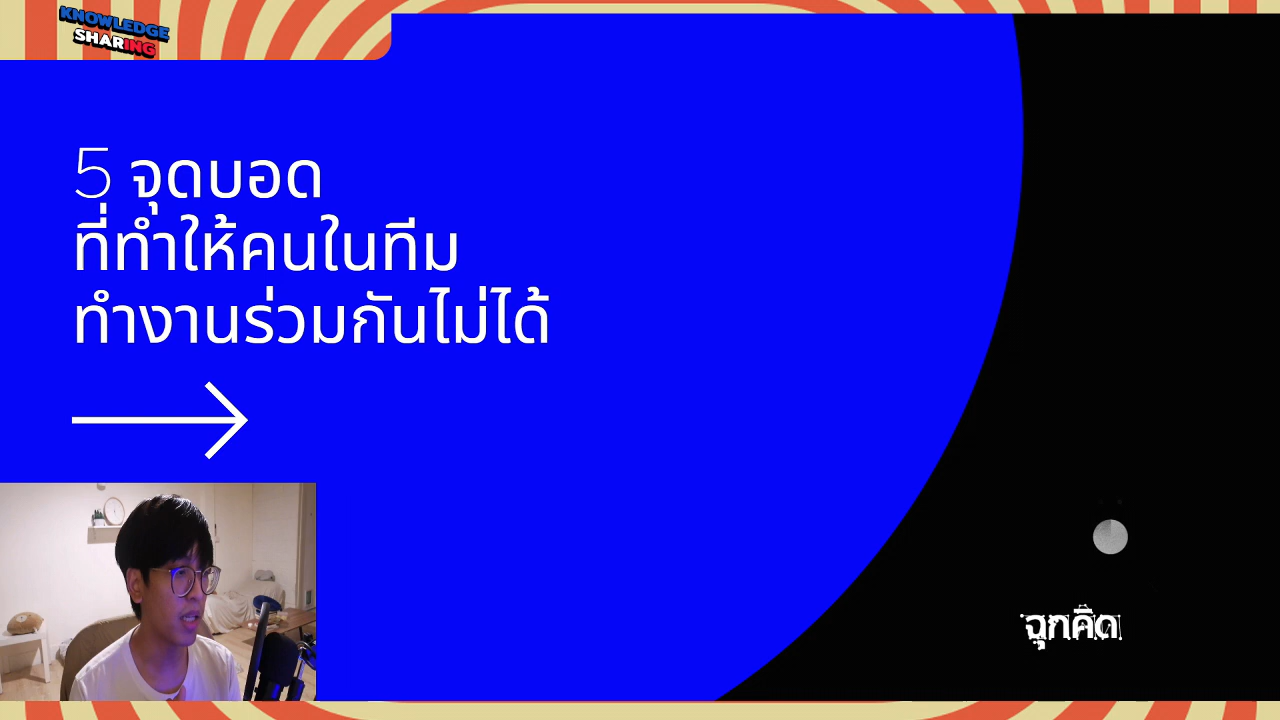 KNOWLEDGE
SHARING
5 จุดบอด
ที่ทำให้คนในทีม
ทำงานร่วมกันไม่ได้
ฉุกคิด